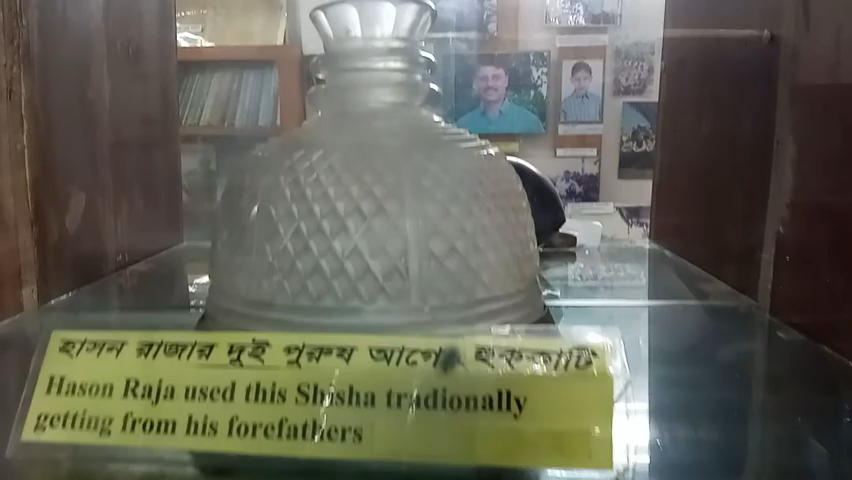 হাসন রাজার দুই পুরুষ আগের হুক্কাটি
Hason Raja used this Shisha tradionally
getting from his forefathers